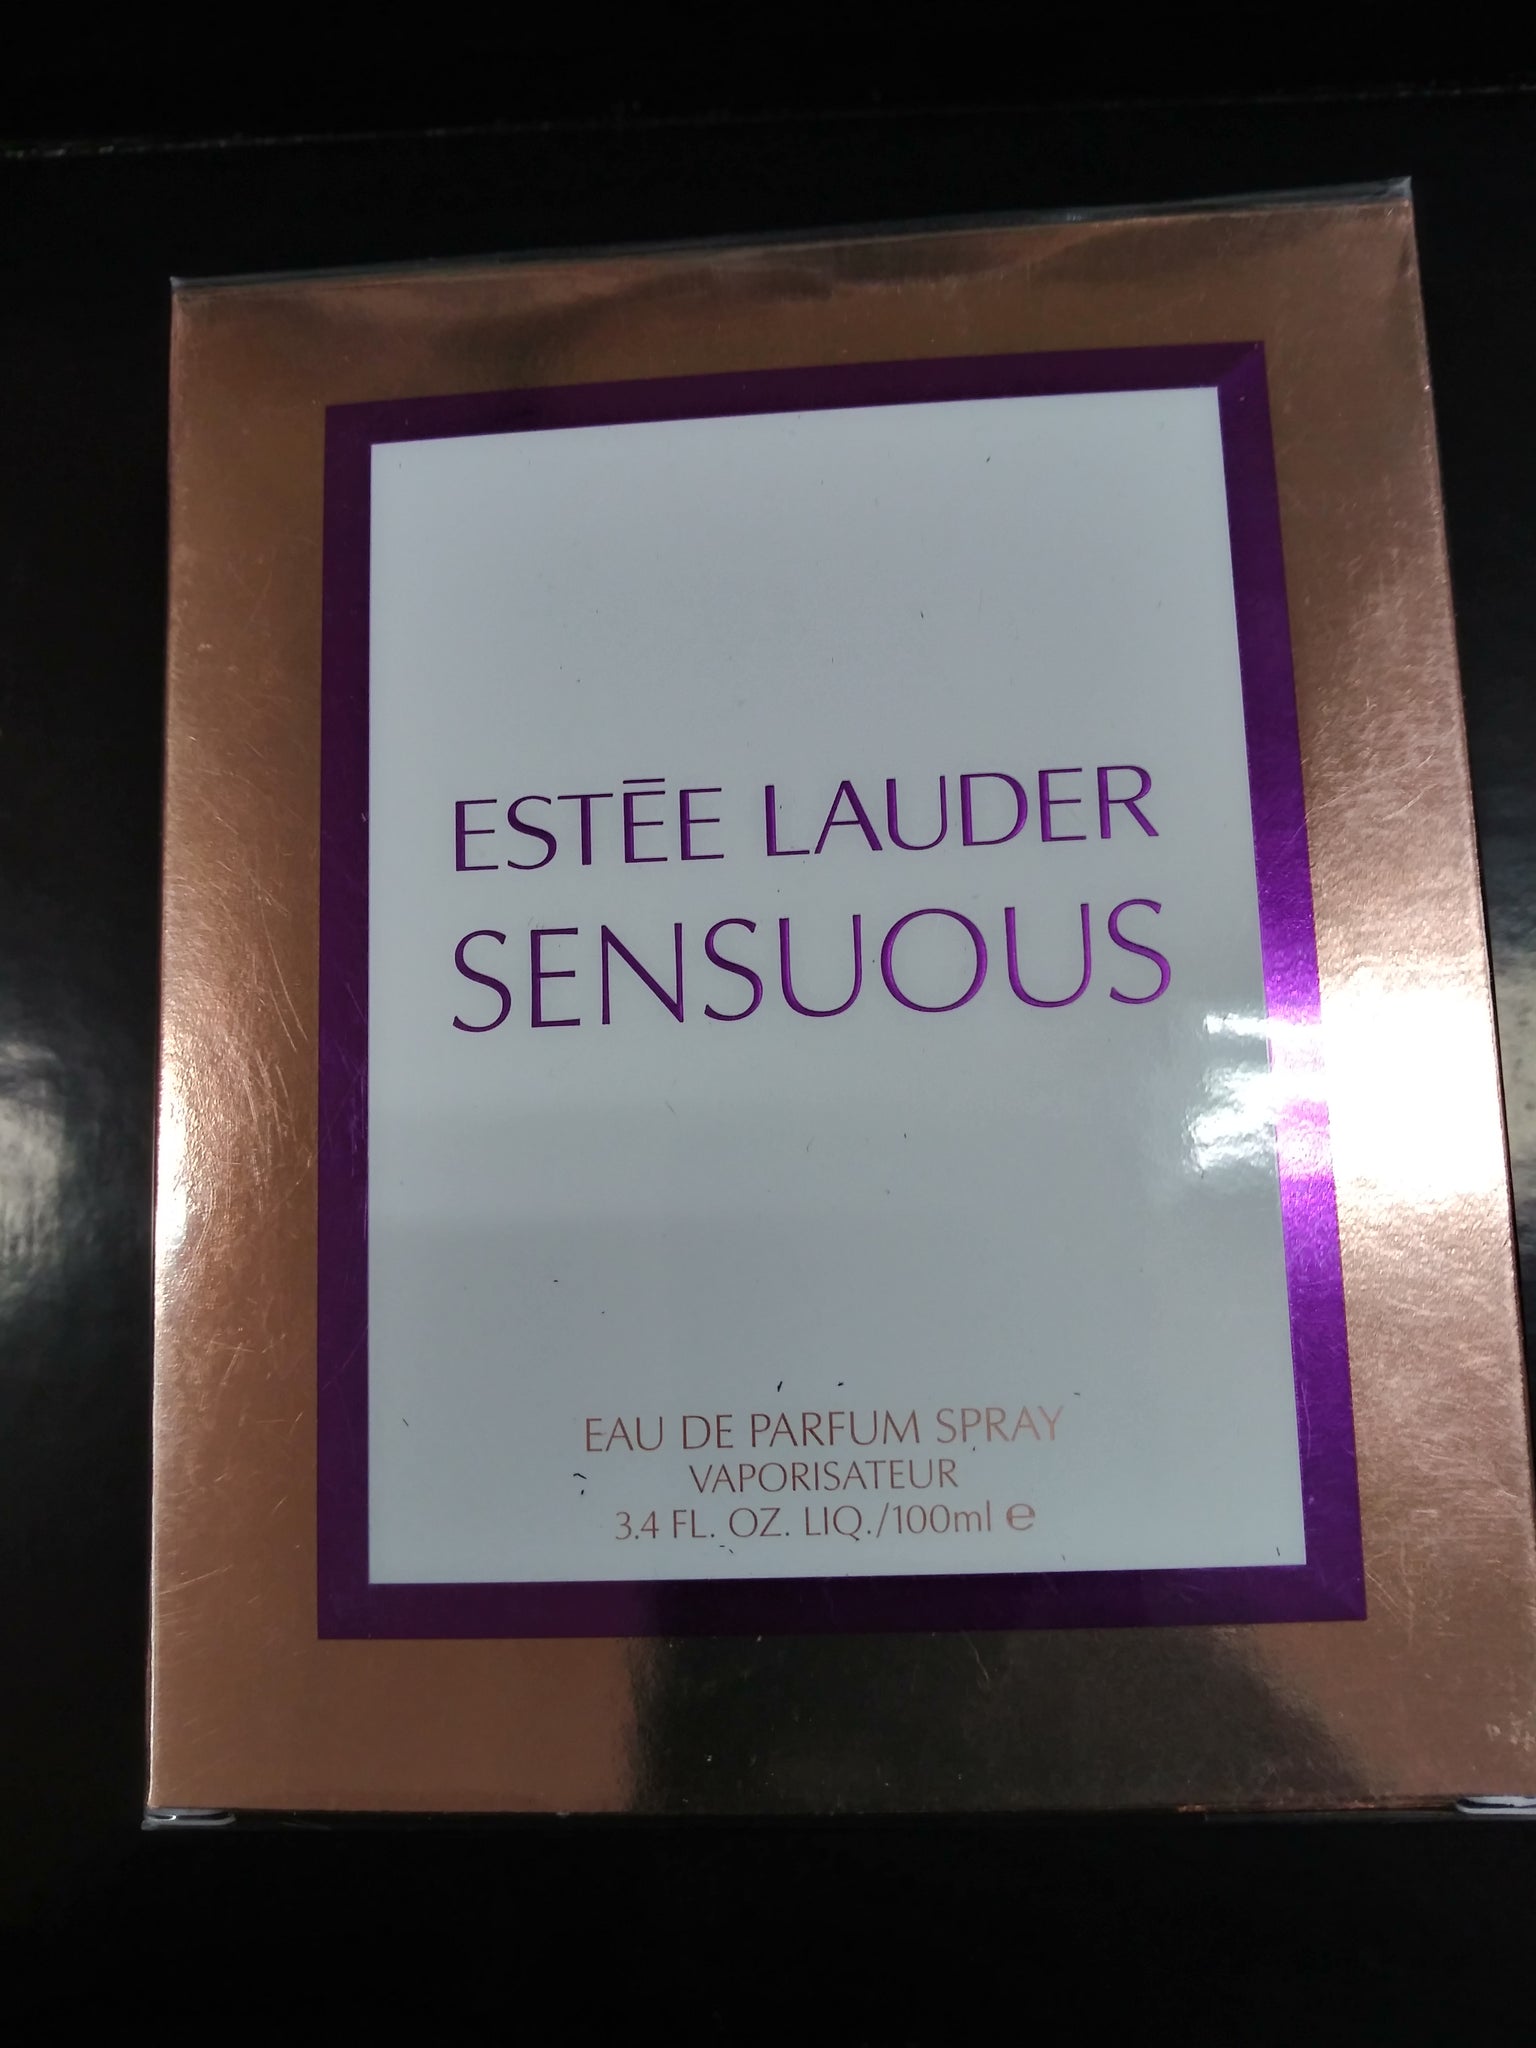 ESTĒE LAUDER
SENSUOUS
EAU DE PARFUM SPRAY
VAPORISATEUR
3.4 FL. OZ. LIQ./100ml ℮